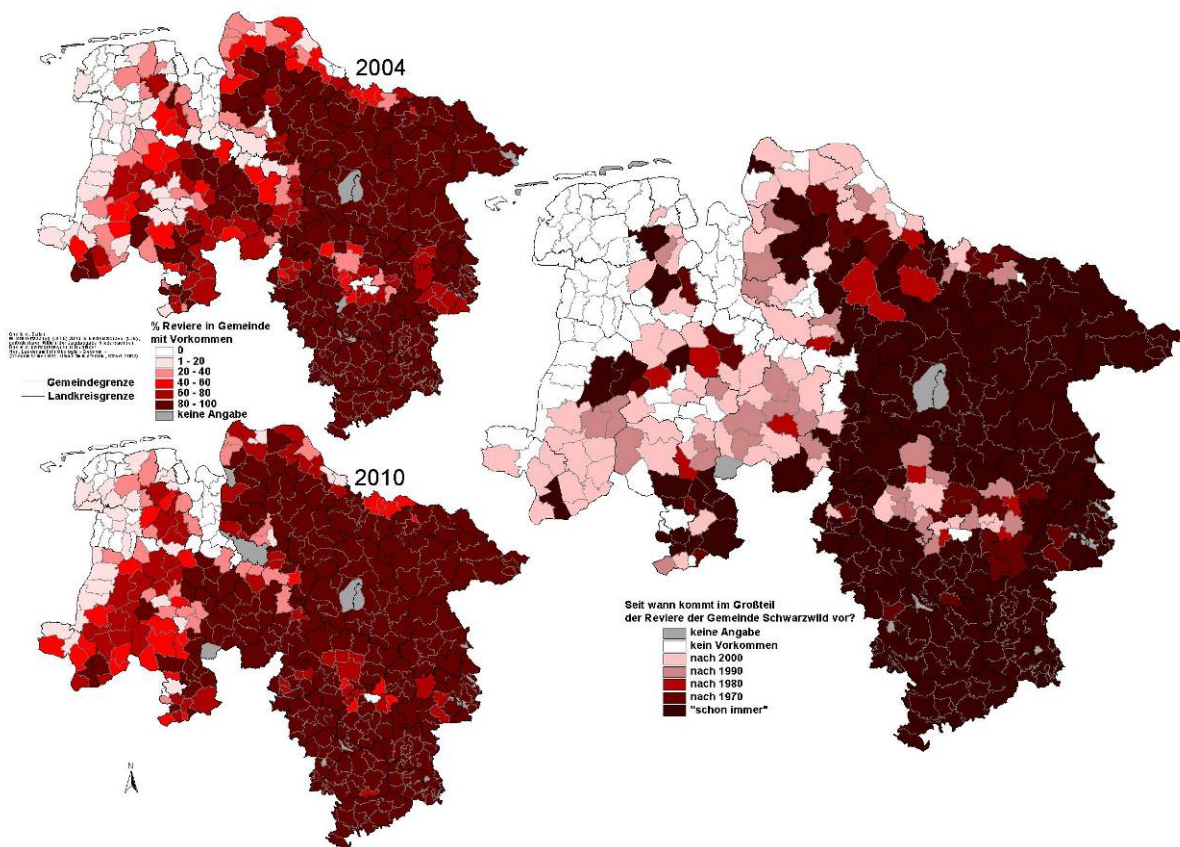 2004
% Reviere in Gemeinde
mit Vorkommen
0
1 - 20
20 - 40
40 - 60
60 - 80
80 - 100
keine Angabe
Gemeindegrenze
Landkreisgrenze
2010
N
Seit wann kommt im Großteil
der Reviere der Gemeinde Schwarzwild vor?
keine Angabe
kein Vorkommen
nach 2000
nach 1990
nach 1980
nach 1970
"schon immer"